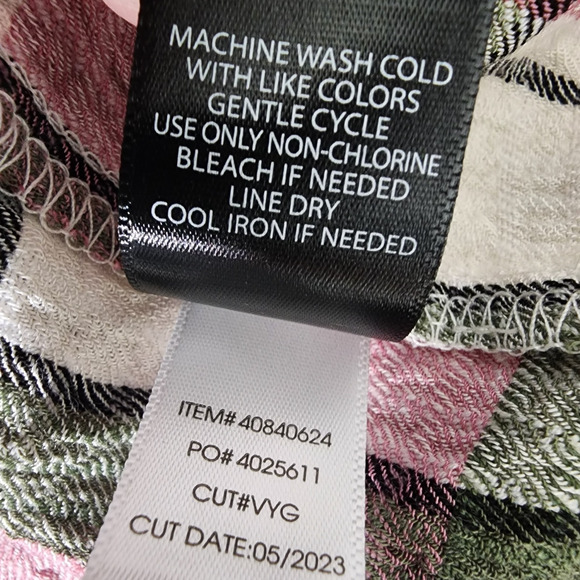 MACHINE WASH COLD
WITH LIKE COLORS
GENTLE CYCLE
USE ONLY NON-CHLORINE
BLEACH IF NEEDED
LINE DRY
COOL IRON IF NEEDED
ITEM# 40840624
PO# 4025611
CUT#VYG
CUT DATE:05/2023